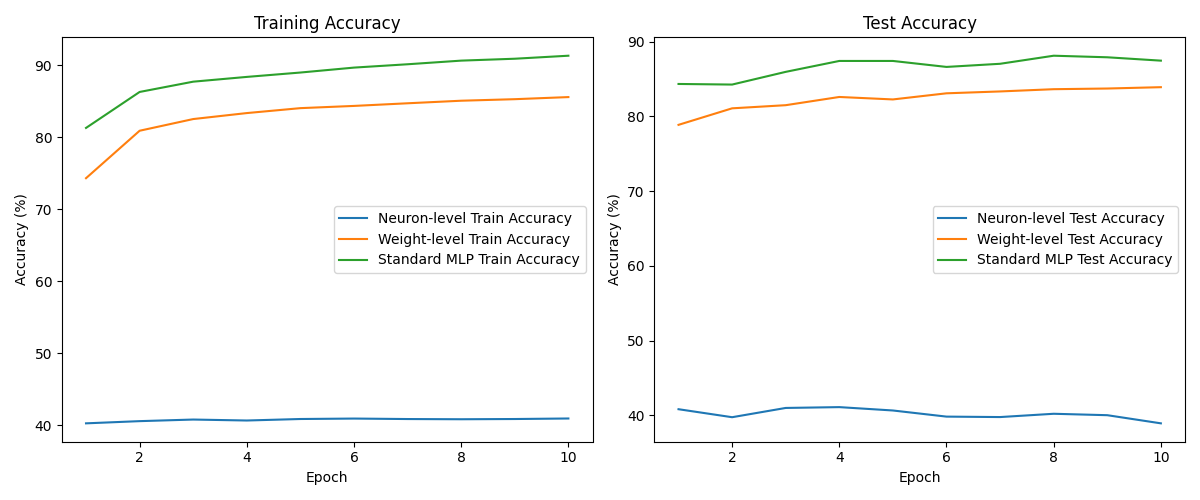 Training Accuracy
Accuracy (%)
90
80
70
60
50
40
Neuron-level Train Accuracy
Weight-level Train Accuracy
Standard MLP Train Accuracy
2 4 6 8 10
Epoch
Test Accuracy
Accuracy (%)
90
80
70
60
50
40
Neuron-level Test Accuracy
Weight-level Test Accuracy
Standard MLP Test Accuracy
2 4 6 8 10
Epoch